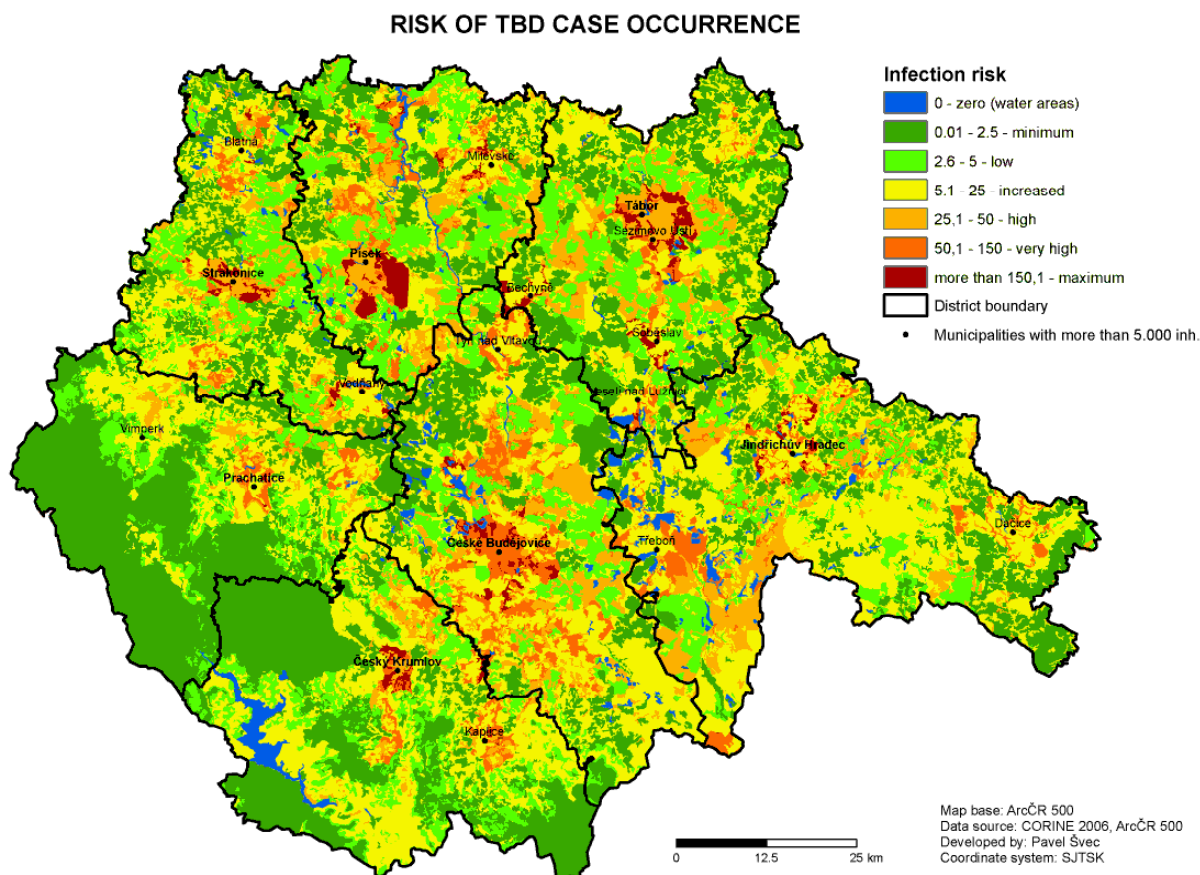 RISK OF TBD CASE OCCURRENCE
Infection risk
0 - zero (water areas)
0.01 - 2.5 - minimum
2.6 - 5 - low
5.1 - 25 - increased
25,1 - 50 - high
50,1 - 150 - very high
more than 150,1 - maximum
District boundary
Municipalities with more than 5.000 inh.
Blatná
Milevsko
Tábor
Sezimovo Ústí
Písek
Strakonice
Bechyně
Týn nad Vltavou
Soběslav
Vodňany
Veselí nad Lužnicí
Vimperk
Jindřichův Hradec
Prachatice
Dačice
České Budějovice
Třeboň
Český Krumlov
Kaplice
0 12.5 25 km
Map base: ArcČR 500
Data source: CORINE 2006, ArcČR 500
Developed by: Pavel Švec
Coordinate system: SJTSK